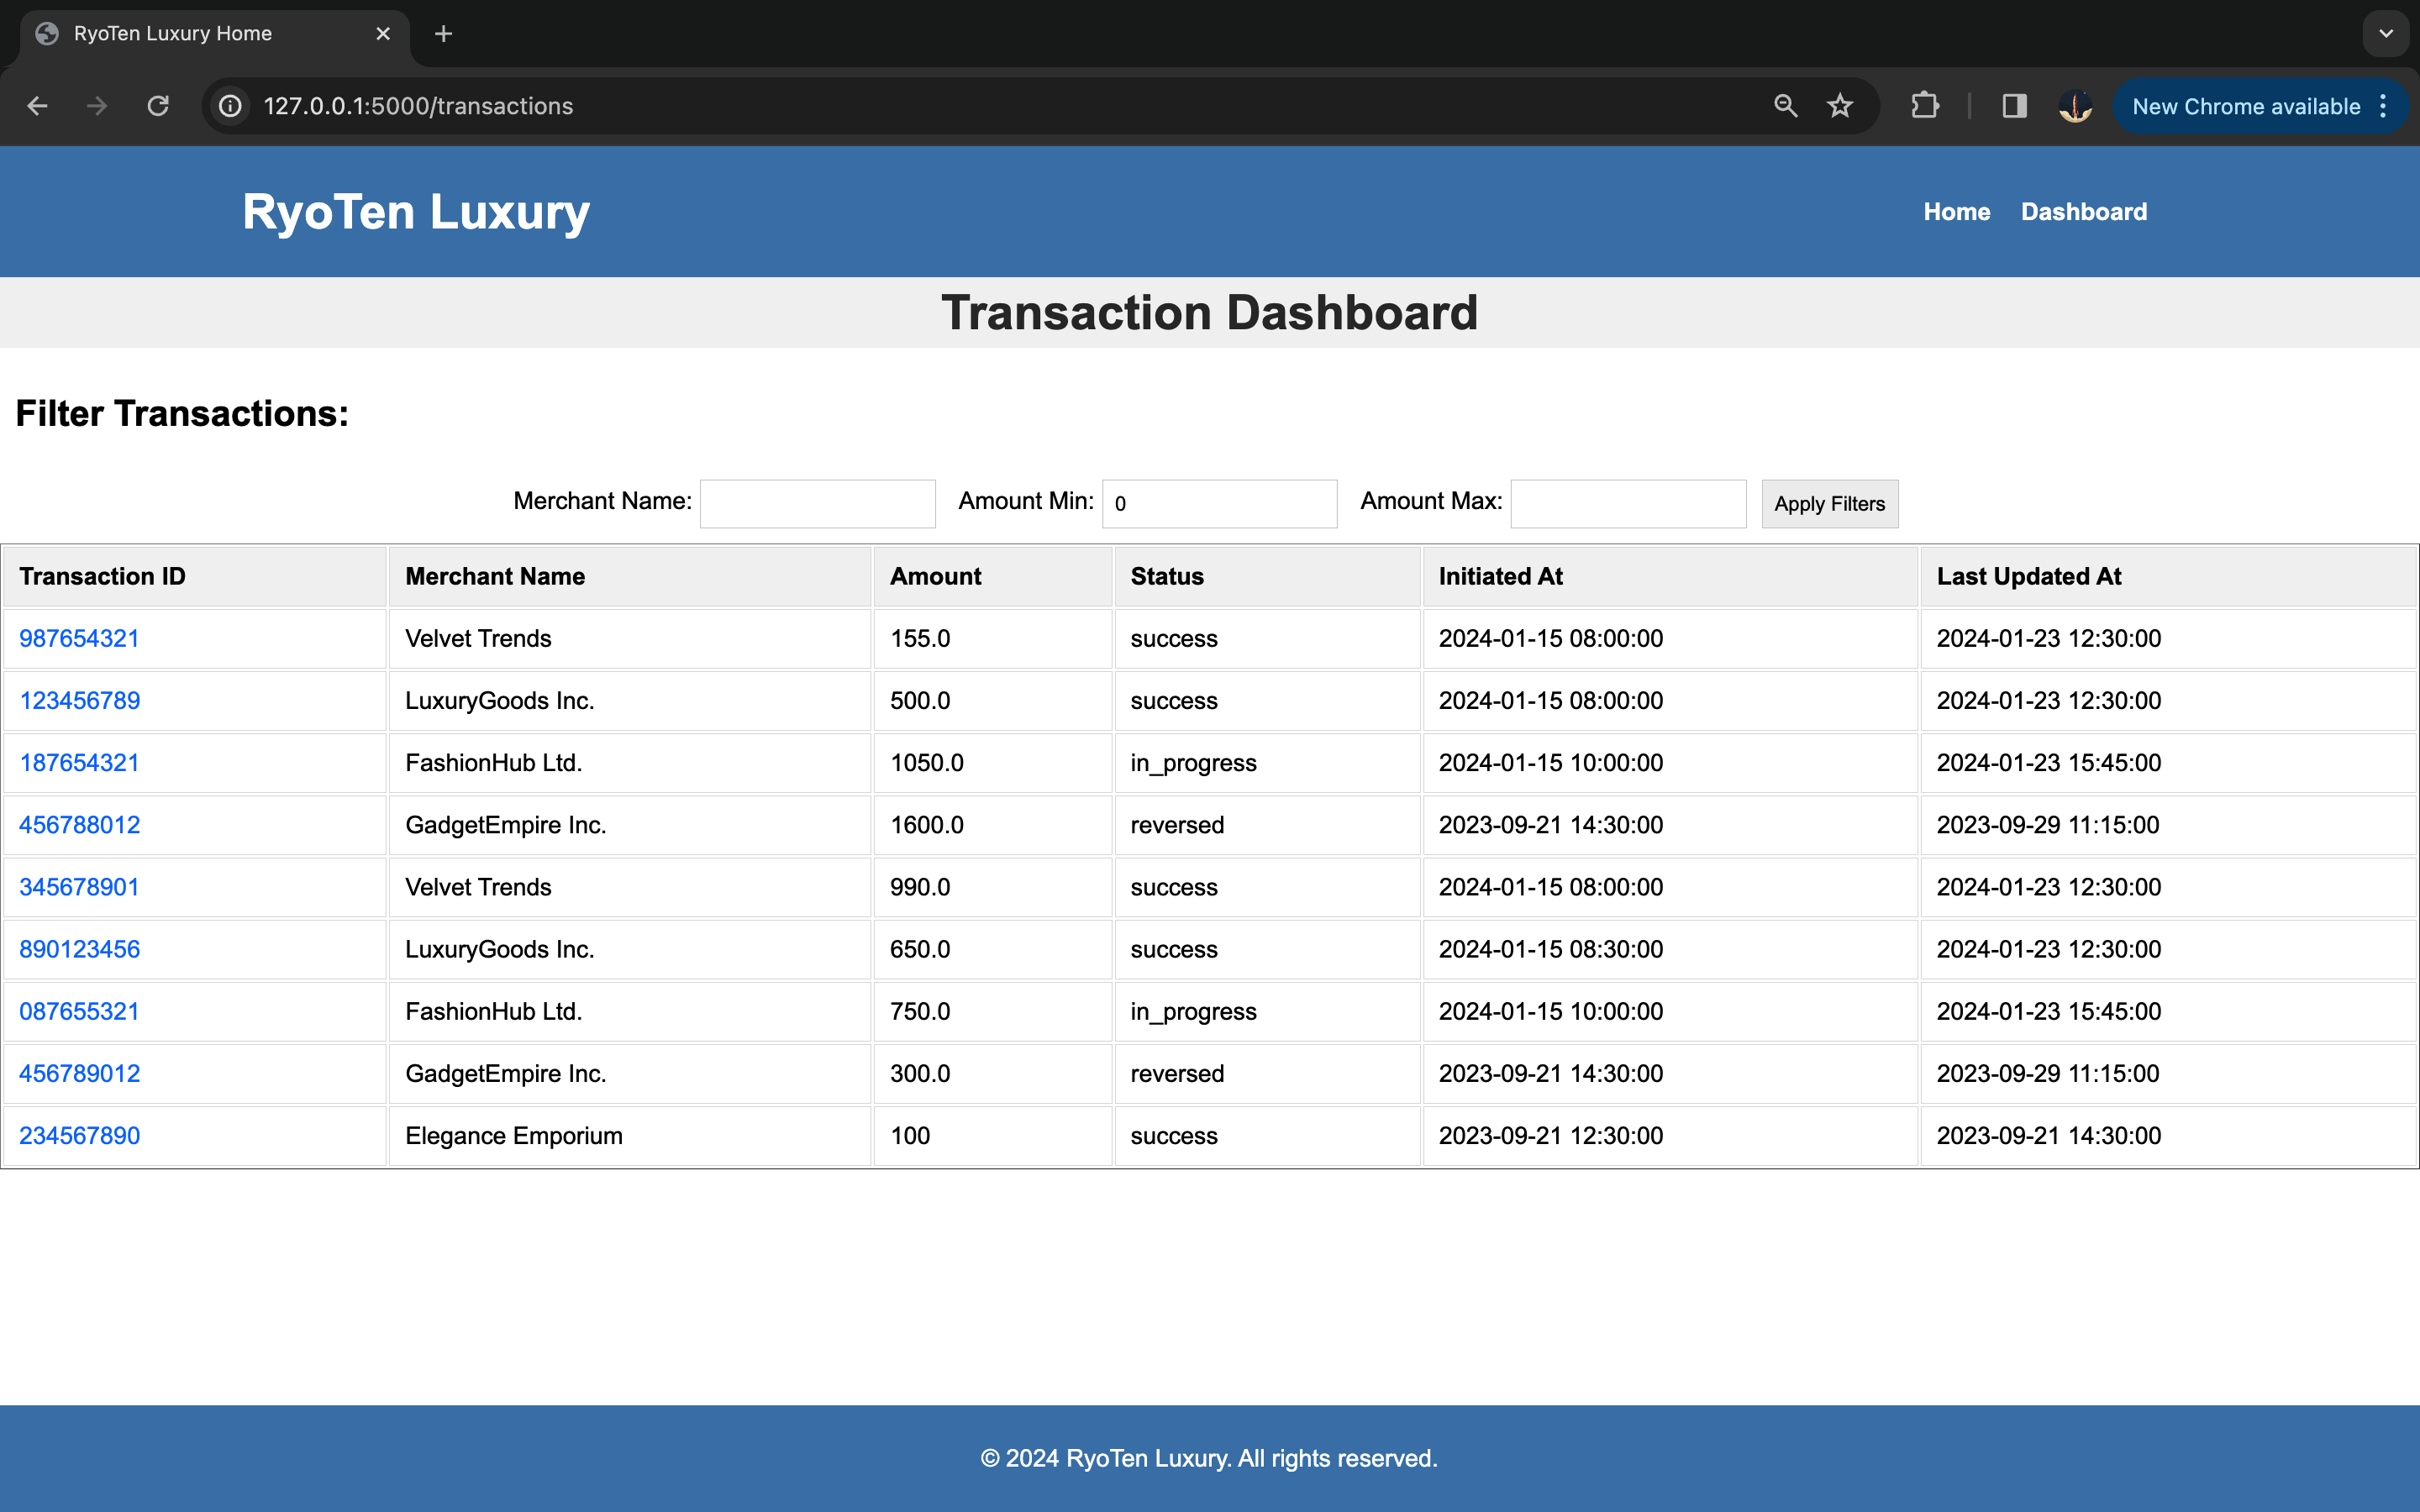 RyoTen Luxury Home
127.0.0.1:5000/transactions
New Chrome available
RyoTen Luxury
Home Dashboard
Transaction Dashboard
Filter Transactions:
Merchant Name: Amount Min: 0 Amount Max: Apply Filters
Transaction ID Merchant Name Amount Status Initiated At Last Updated At
987654321 Velvet Trends 155.0 success 2024-01-15 08:00:00 2024-01-23 12:30:00
123456789 LuxuryGoods Inc. 500.0 success 2024-01-15 08:00:00 2024-01-23 12:30:00
187654321 FashionHub Ltd. 1050.0 in_progress 2024-01-15 10:00:00 2024-01-23 15:45:00
456788012 GadgetEmpire Inc. 1600.0 reversed 2023-09-21 14:30:00 2023-09-29 11:15:00
345678901 Velvet Trends 990.0 success 2024-01-15 08:00:00 2024-01-23 12:30:00
890123456 LuxuryGoods Inc. 650.0 success 2024-01-15 08:30:00 2024-01-23 12:30:00
087655321 FashionHub Ltd. 750.0 in_progress 2024-01-15 10:00:00 2024-01-23 15:45:00
456789012 GadgetEmpire Inc. 300.0 reversed 2023-09-21 14:30:00 2023-09-29 11:15:00
234567890 Elegance Emporium 100 success 2023-09-21 12:30:00 2023-09-21 14:30:00
© 2024 RyoTen Luxury. All rights reserved.